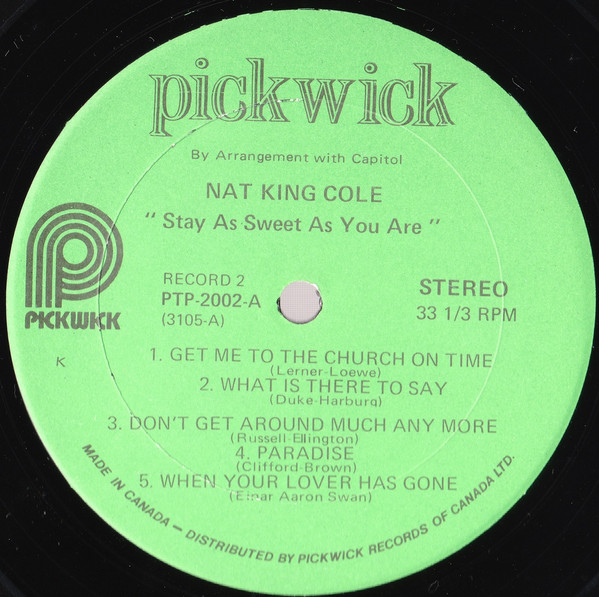 pickwick
By Arrangement with Capitol
NAT KING COLE
"Stay As Sweet As You Are"
PICKWICK
RECORD 2
PTP-2002-A
(3105-A)
STEREO
33 1/3 RPM
K
1. GET ME TO THE CHURCH ON TIME
(Lerner-Loewe)
2. WHAT IS THERE TO SAY
(Duke-Harburg)
3. DON'T GET AROUND MUCH ANY MORE
(Russell-Ellington)
4. PARADISE
(Clifford-Brown)
5. WHEN YOUR LOVER HAS GONE
(Einar Aaron Swan)
MADE IN CANADA — DISTRIBUTED BY PICKWICK RECORDS OF CANADA LTD.